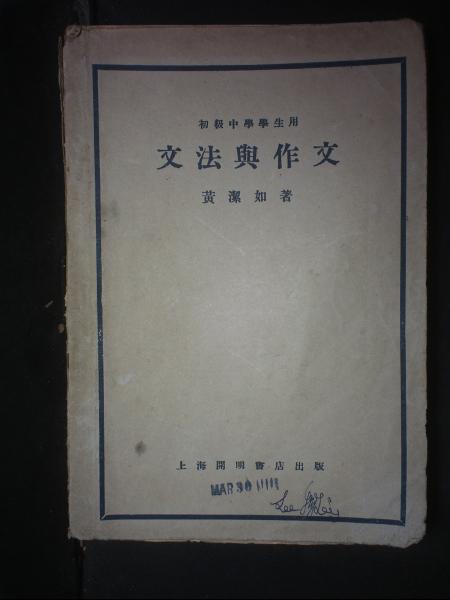 初級中學學生用
文法與作文
黃潔如著
上海開明書店出版
MAR 30
Lee